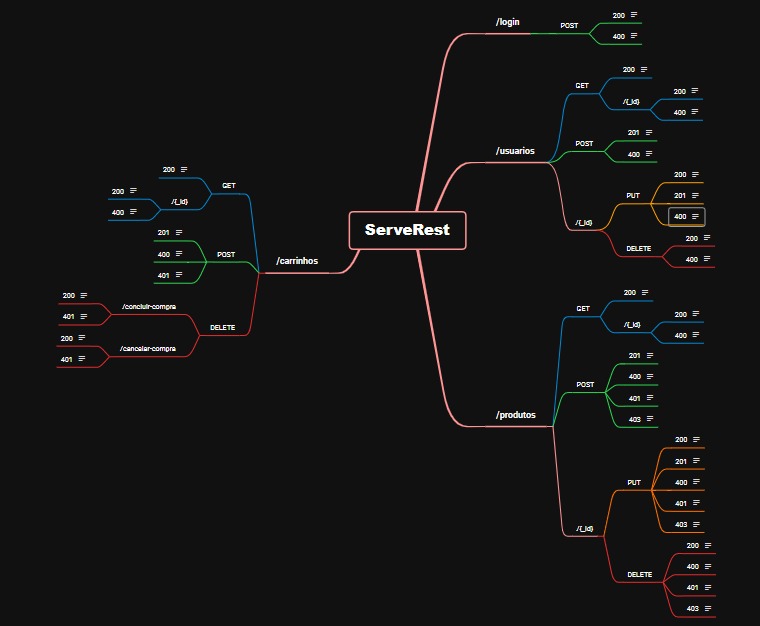 ServeRest
/login
POST
200
400
/usuarios
GET
200
/{_id}
200
400
POST
201
400
/{_id}
PUT
200
201
400
DELETE
200
400
/produtos
GET
200
/{_id}
200
400
POST
201
400
401
403
/{_id}
PUT
200
201
400
401
403
DELETE
200
400
401
403
/carrinhos
GET
200
/{_id}
200
400
POST
201
400
401
DELETE
/concluir-compra
200
401
/cancelar-compra
200
401